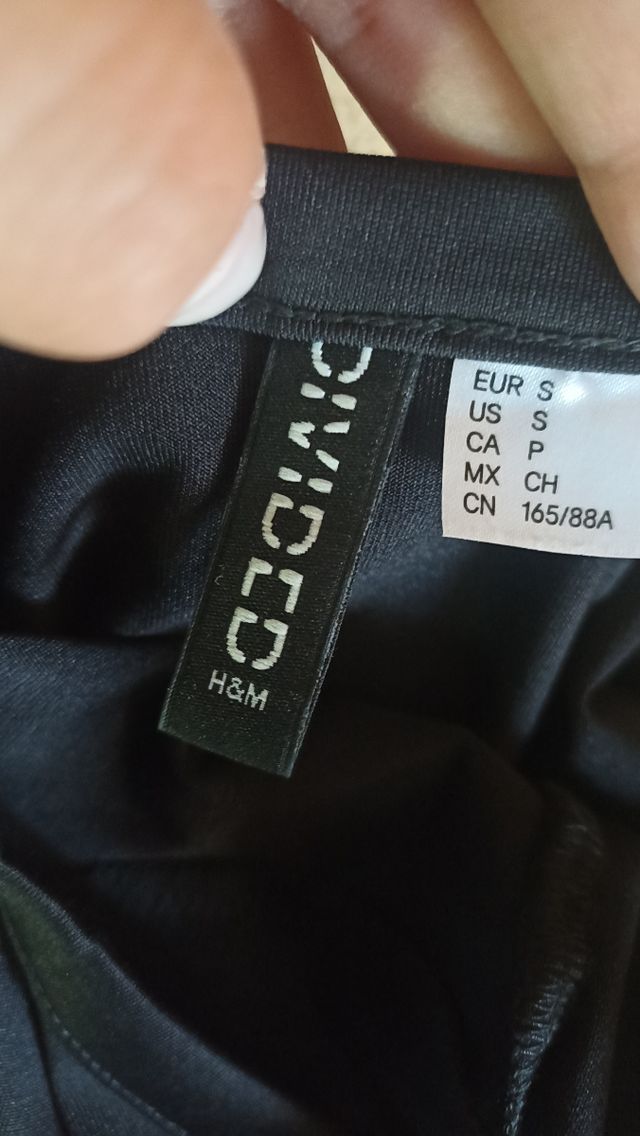 DIVIDED
H&M
EUR S
US S
CA P
MX CH
CN 165/88A